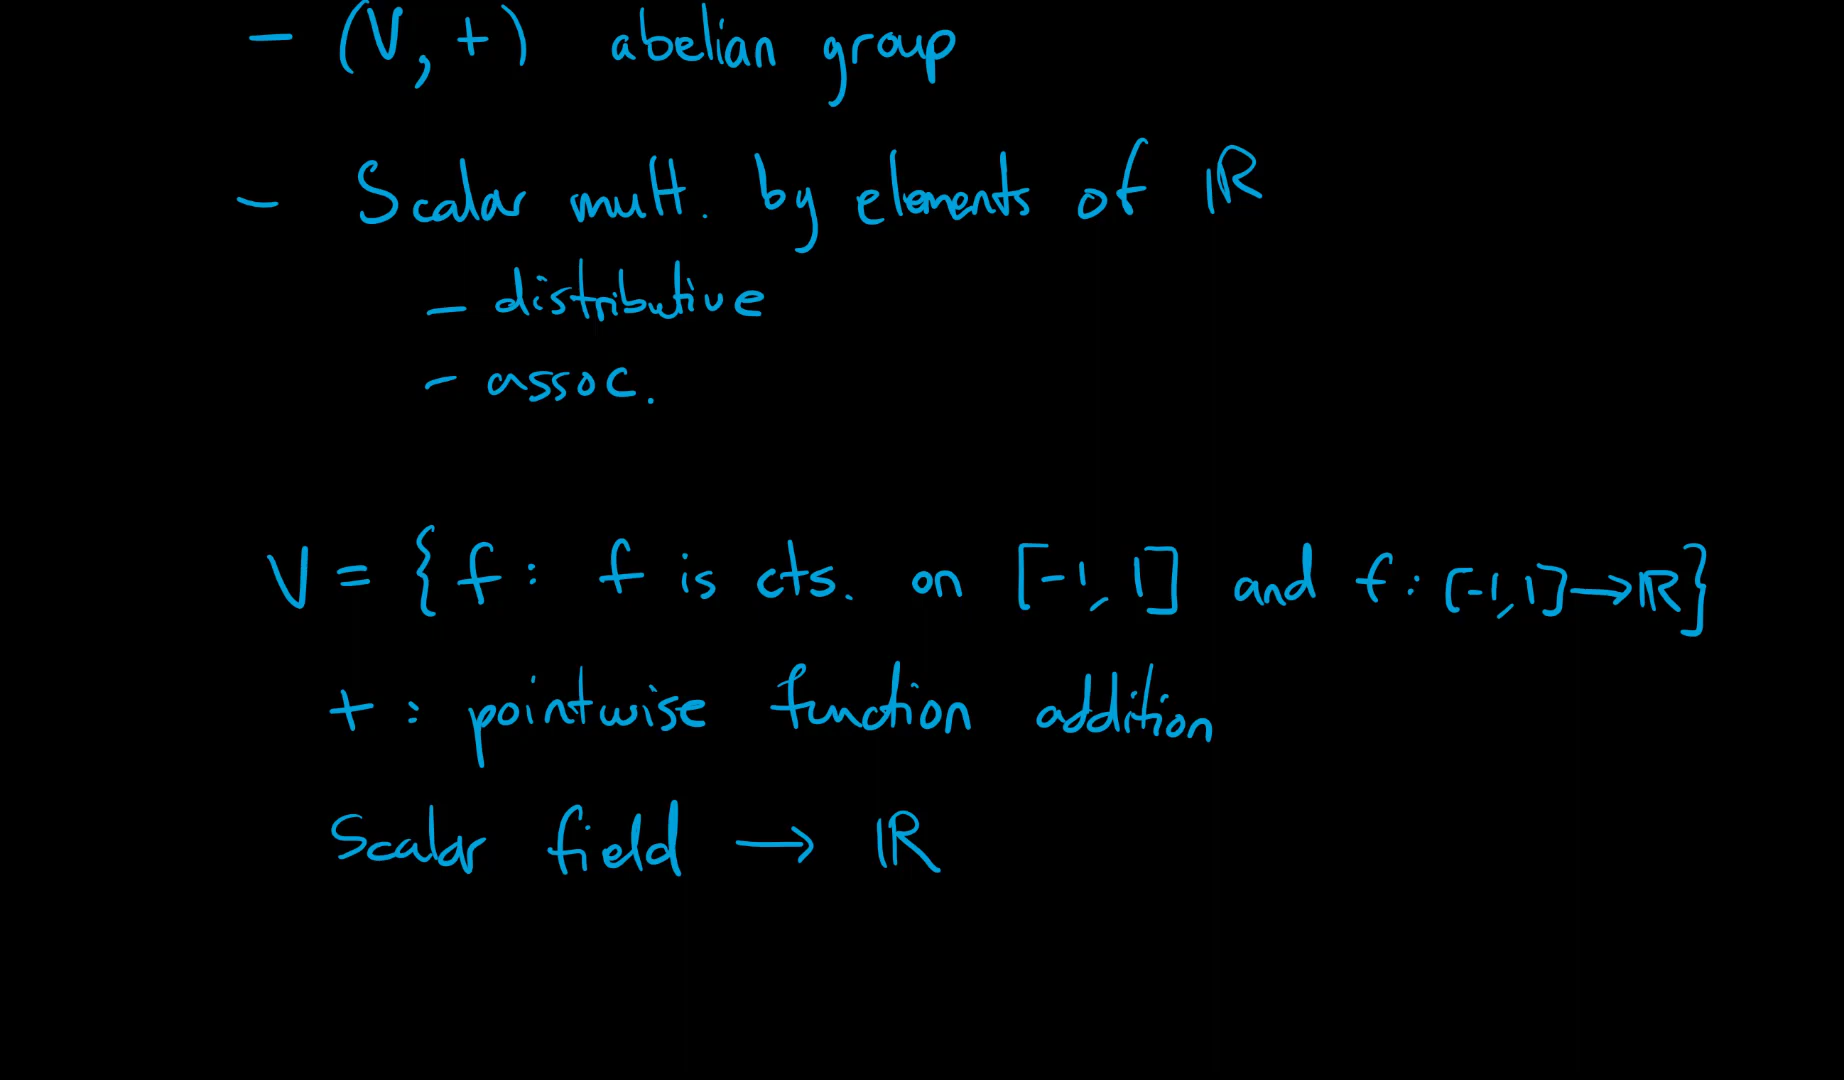 - (V, +) abelian group
- Scalar mult. by elements of ℝ
- distributive
- assoc.
V = {f : f is cts. on [-1, 1] and f : [-1, 1] → ℝ}
+ : pointwise function addition
Scalar field → ℝ